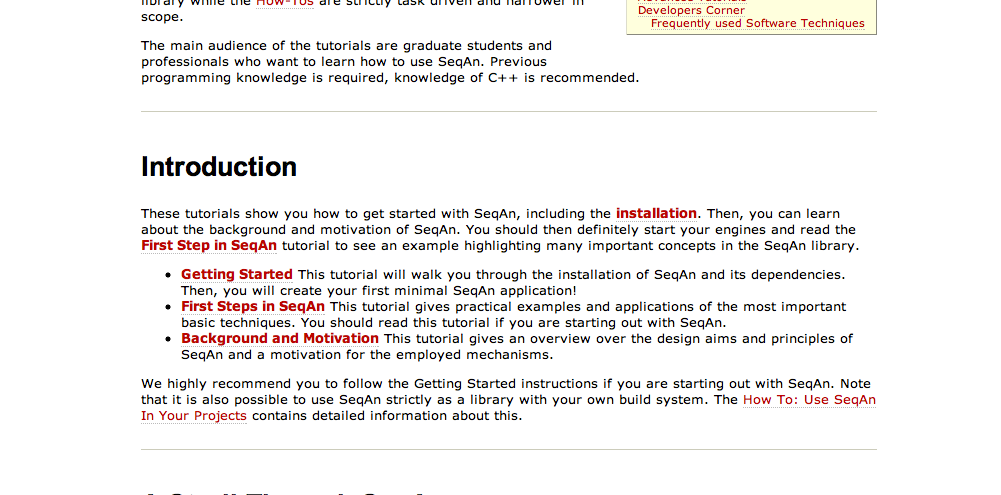 library while the How-Tos are strictly task driven and narrower in
scope.
Advanced Tutorials
Developers Corner
Frequently used Software Techniques
The main audience of the tutorials are graduate students and
professionals who want to learn how to use SeqAn. Previous
programming knowledge is required, knowledge of C++ is recommended.
Introduction
These tutorials show you how to get started with SeqAn, including the installation. Then, you can learn
about the background and motivation of SeqAn. You should then definitely start your engines and read the
First Step in SeqAn tutorial to see an example highlighting many important concepts in the SeqAn library.
• Getting Started This tutorial will walk you through the installation of SeqAn and its dependencies.
Then, you will create your first minimal SeqAn application!
• First Steps in SeqAn This tutorial gives practical examples and applications of the most important
basic techniques. You should read this tutorial if you are starting out with SeqAn.
• Background and Motivation This tutorial gives an overview over the design aims and principles of
SeqAn and a motivation for the employed mechanisms.
We highly recommend you to follow the Getting Started instructions if you are starting out with SeqAn. Note
that it is also possible to use SeqAn strictly as a library with your own build system. The How To: Use SeqAn
In Your Projects contains detailed information about this.